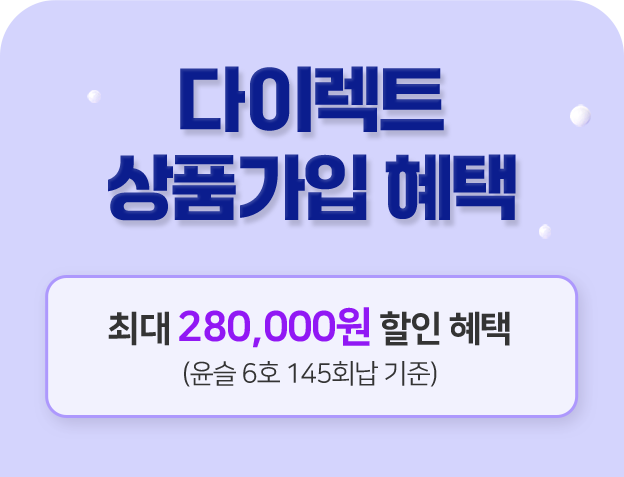 다이렉트
상품가입 혜택
최대 280,000원 할인 혜택
(윤슬 6호 145회납 기준)